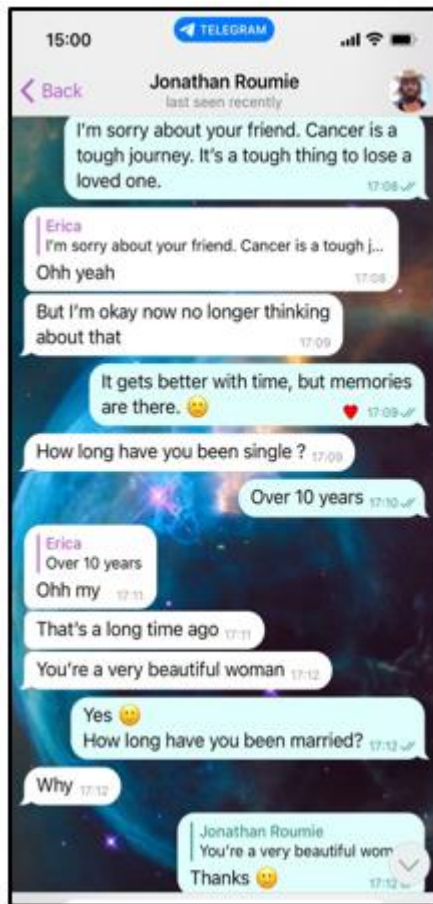 15:00
TELEGRAM
Back
Jonathan Roumie
last seen recently
I'm sorry about your friend. Cancer is a
tough journey. It's a tough thing to lose a
loved one.
17:08
Erica
I'm sorry about your friend. Cancer is a tough j...
Ohh yeah
17:08
But I'm okay now no longer thinking
about that
17:09
It gets better with time, but memories
are there. 🙂
❤️ 17:09
How long have you been single ? 17:09
Over 10 years 17:10
Erica
Over 10 years
Ohh my 17:11
That's a long time ago 17:11
You're a very beautiful woman 17:12
Yes 🙂
How long have you been married? 17:12
Why 17:12
Jonathan Roumie
You're a very beautiful wom
Thanks 🙂
17:12